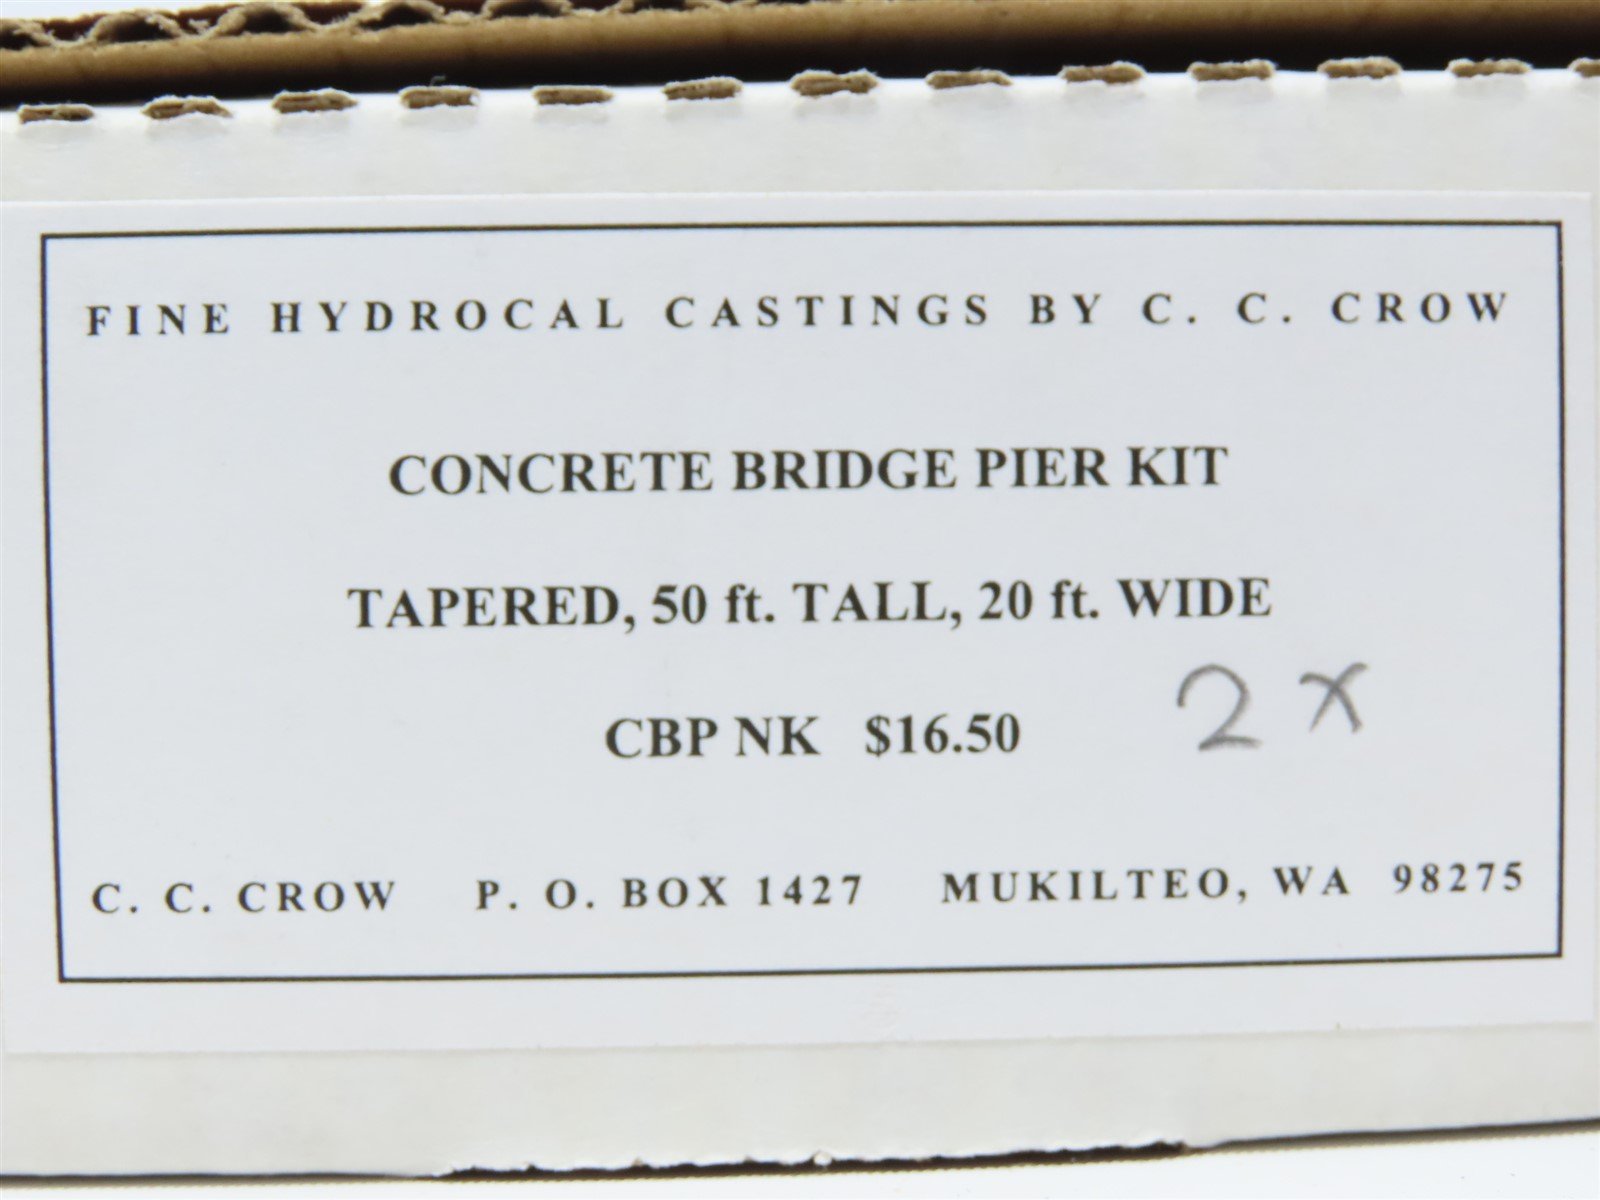 FINE HYDROCAL CASTINGS BY C. C. CROW
CONCRETE BRIDGE PIER KIT
TAPERED, 50 ft. TALL, 20 ft. WIDE
CBP NK $16.50 2 x
C. C. CROW P. O. BOX 1427 MUKILTEO, WA 98275